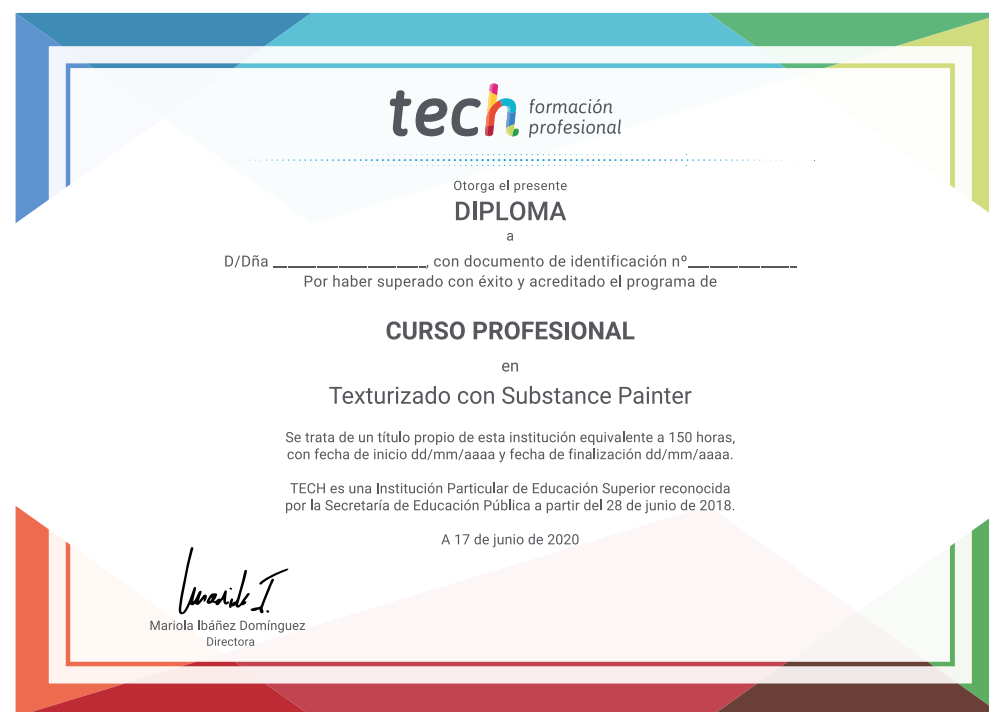 tech formación
profesional
Otorga el presente
DIPLOMA
a
D/Dña ____________________, con documento de identificación nº______________
Por haber superado con éxito y acreditado el programa de
CURSO PROFESIONAL
en
Texturizado con Substance Painter
Se trata de un título propio de esta institución equivalente a 150 horas,
con fecha de inicio dd/mm/aaaa y fecha de finalización dd/mm/aaaa.
TECH es una Institución Particular de Educación Superior reconocida
por la Secretaría de Educación Pública a partir del 28 de junio de 2018.
A 17 de junio de 2020
Mariola Ibáñez Domínguez
Directora